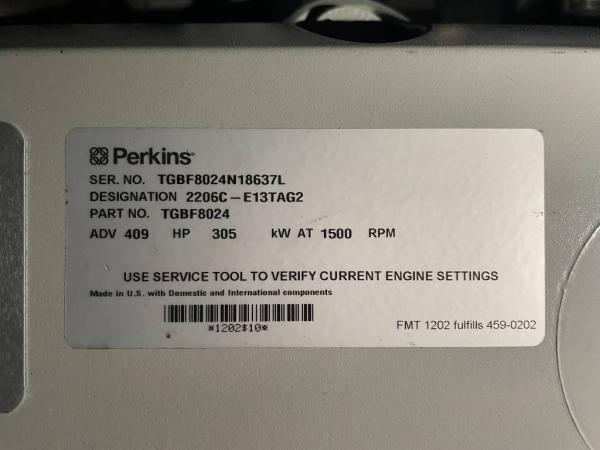 Perkins®
SER. NO. TGBF8024N18637L
DESIGNATION 2206C-E13TAG2
PART NO. TGBF8024
ADV 409 HP 305 kW AT 1500 RPM
USE SERVICE TOOL TO VERIFY CURRENT ENGINE SETTINGS
Made in U.S. with Domestic and International components
*1202$10*
FMT 1202 fulfills 459-0202